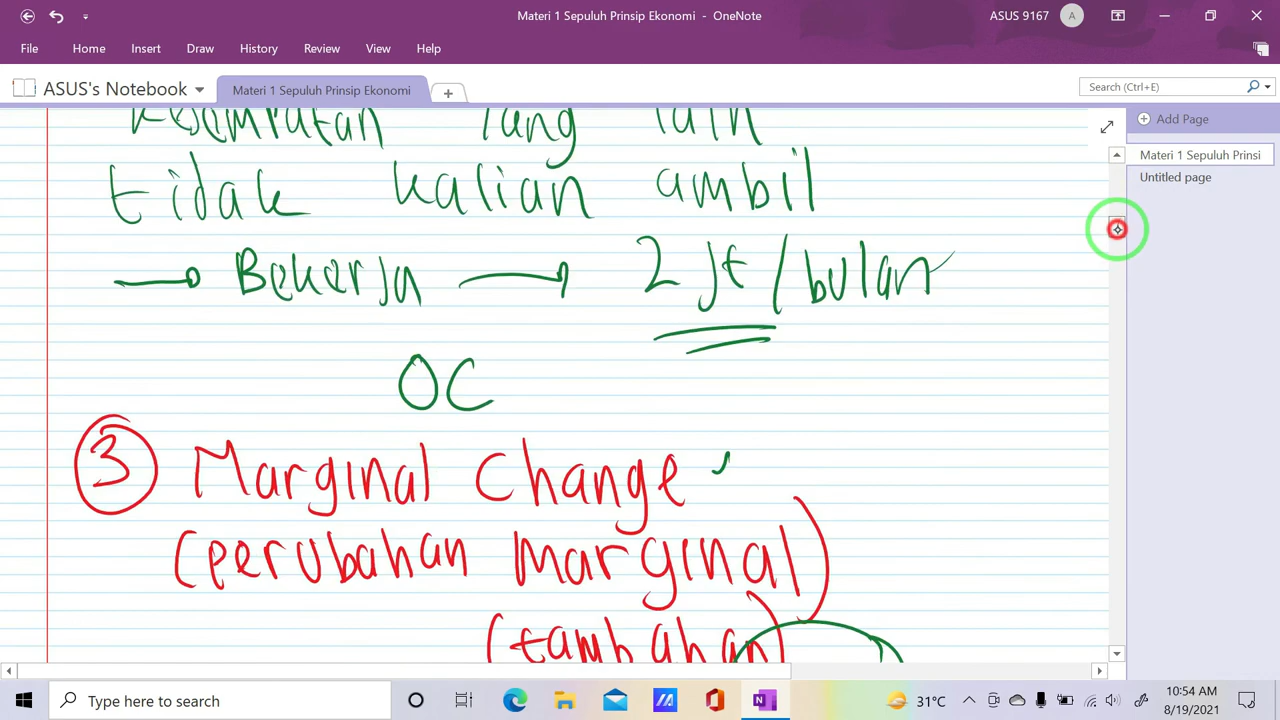 Materi 1 Sepuluh Prinsip Ekonomi - OneNote
ASUS 9167
A
File Home Insert Draw History Review View Help
ASUS's Notebook
Materi 1 Sepuluh Prinsip Ekonomi
Search (Ctrl+E)
Add Page
Materi 1 Sepuluh Prinsi
Untitled page
kesempatan yang lain
tidak kalian ambil
→ Bekerja → 2 jt / bulan
OC
3 Marginal Change
(perubahan marginal)
(tambahan)
Type here to search
31°C
10:54 AM
8/19/2021